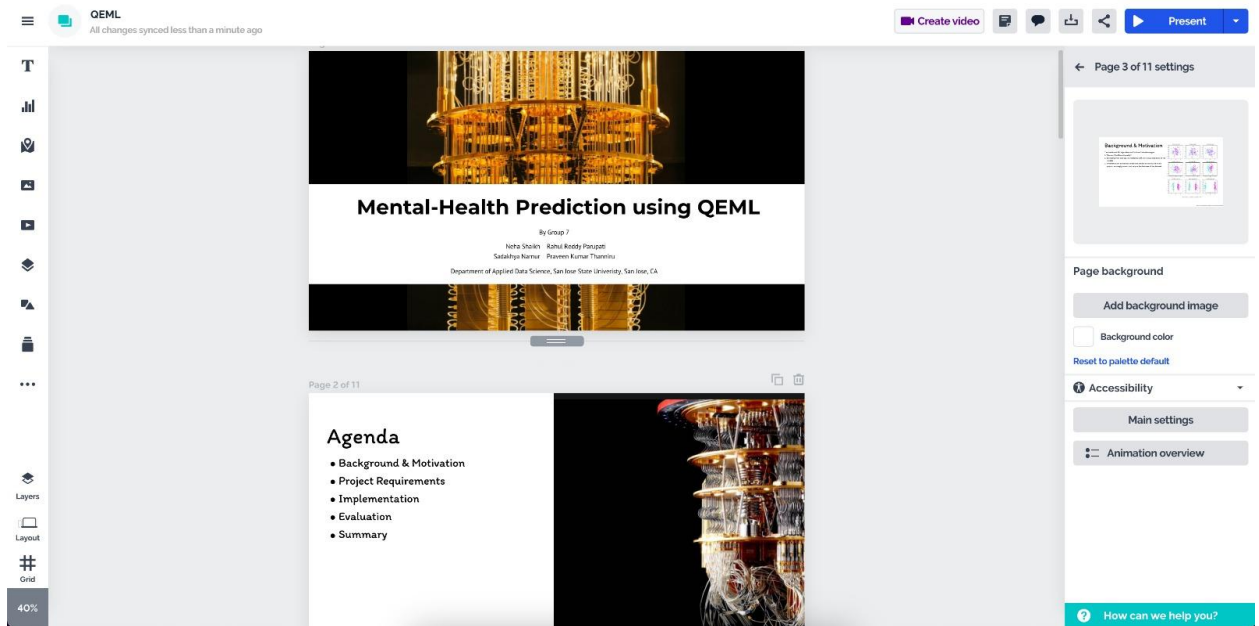 QEML
All changes synced less than a minute ago
Create video
Present
Page 3 of 11 settings
Background & Motivation
Mental-Health Prediction using QEML
By Group 7
Neha Shaikh Rahul Reddy Parupati
Sadakhya Namur Praveen Kumar Thanniru
Department of Applied Data Science, San Jose State Univeristy, San Jose, CA
Page background
Add background image
Background color
Reset to palette default
Accessibility
Main settings
Animation overview
Page 2 of 11
Agenda
• Background & Motivation
• Project Requirements
• Implementation
• Evaluation
• Summary
Layers
Layout
Grid
40%
How can we help you?